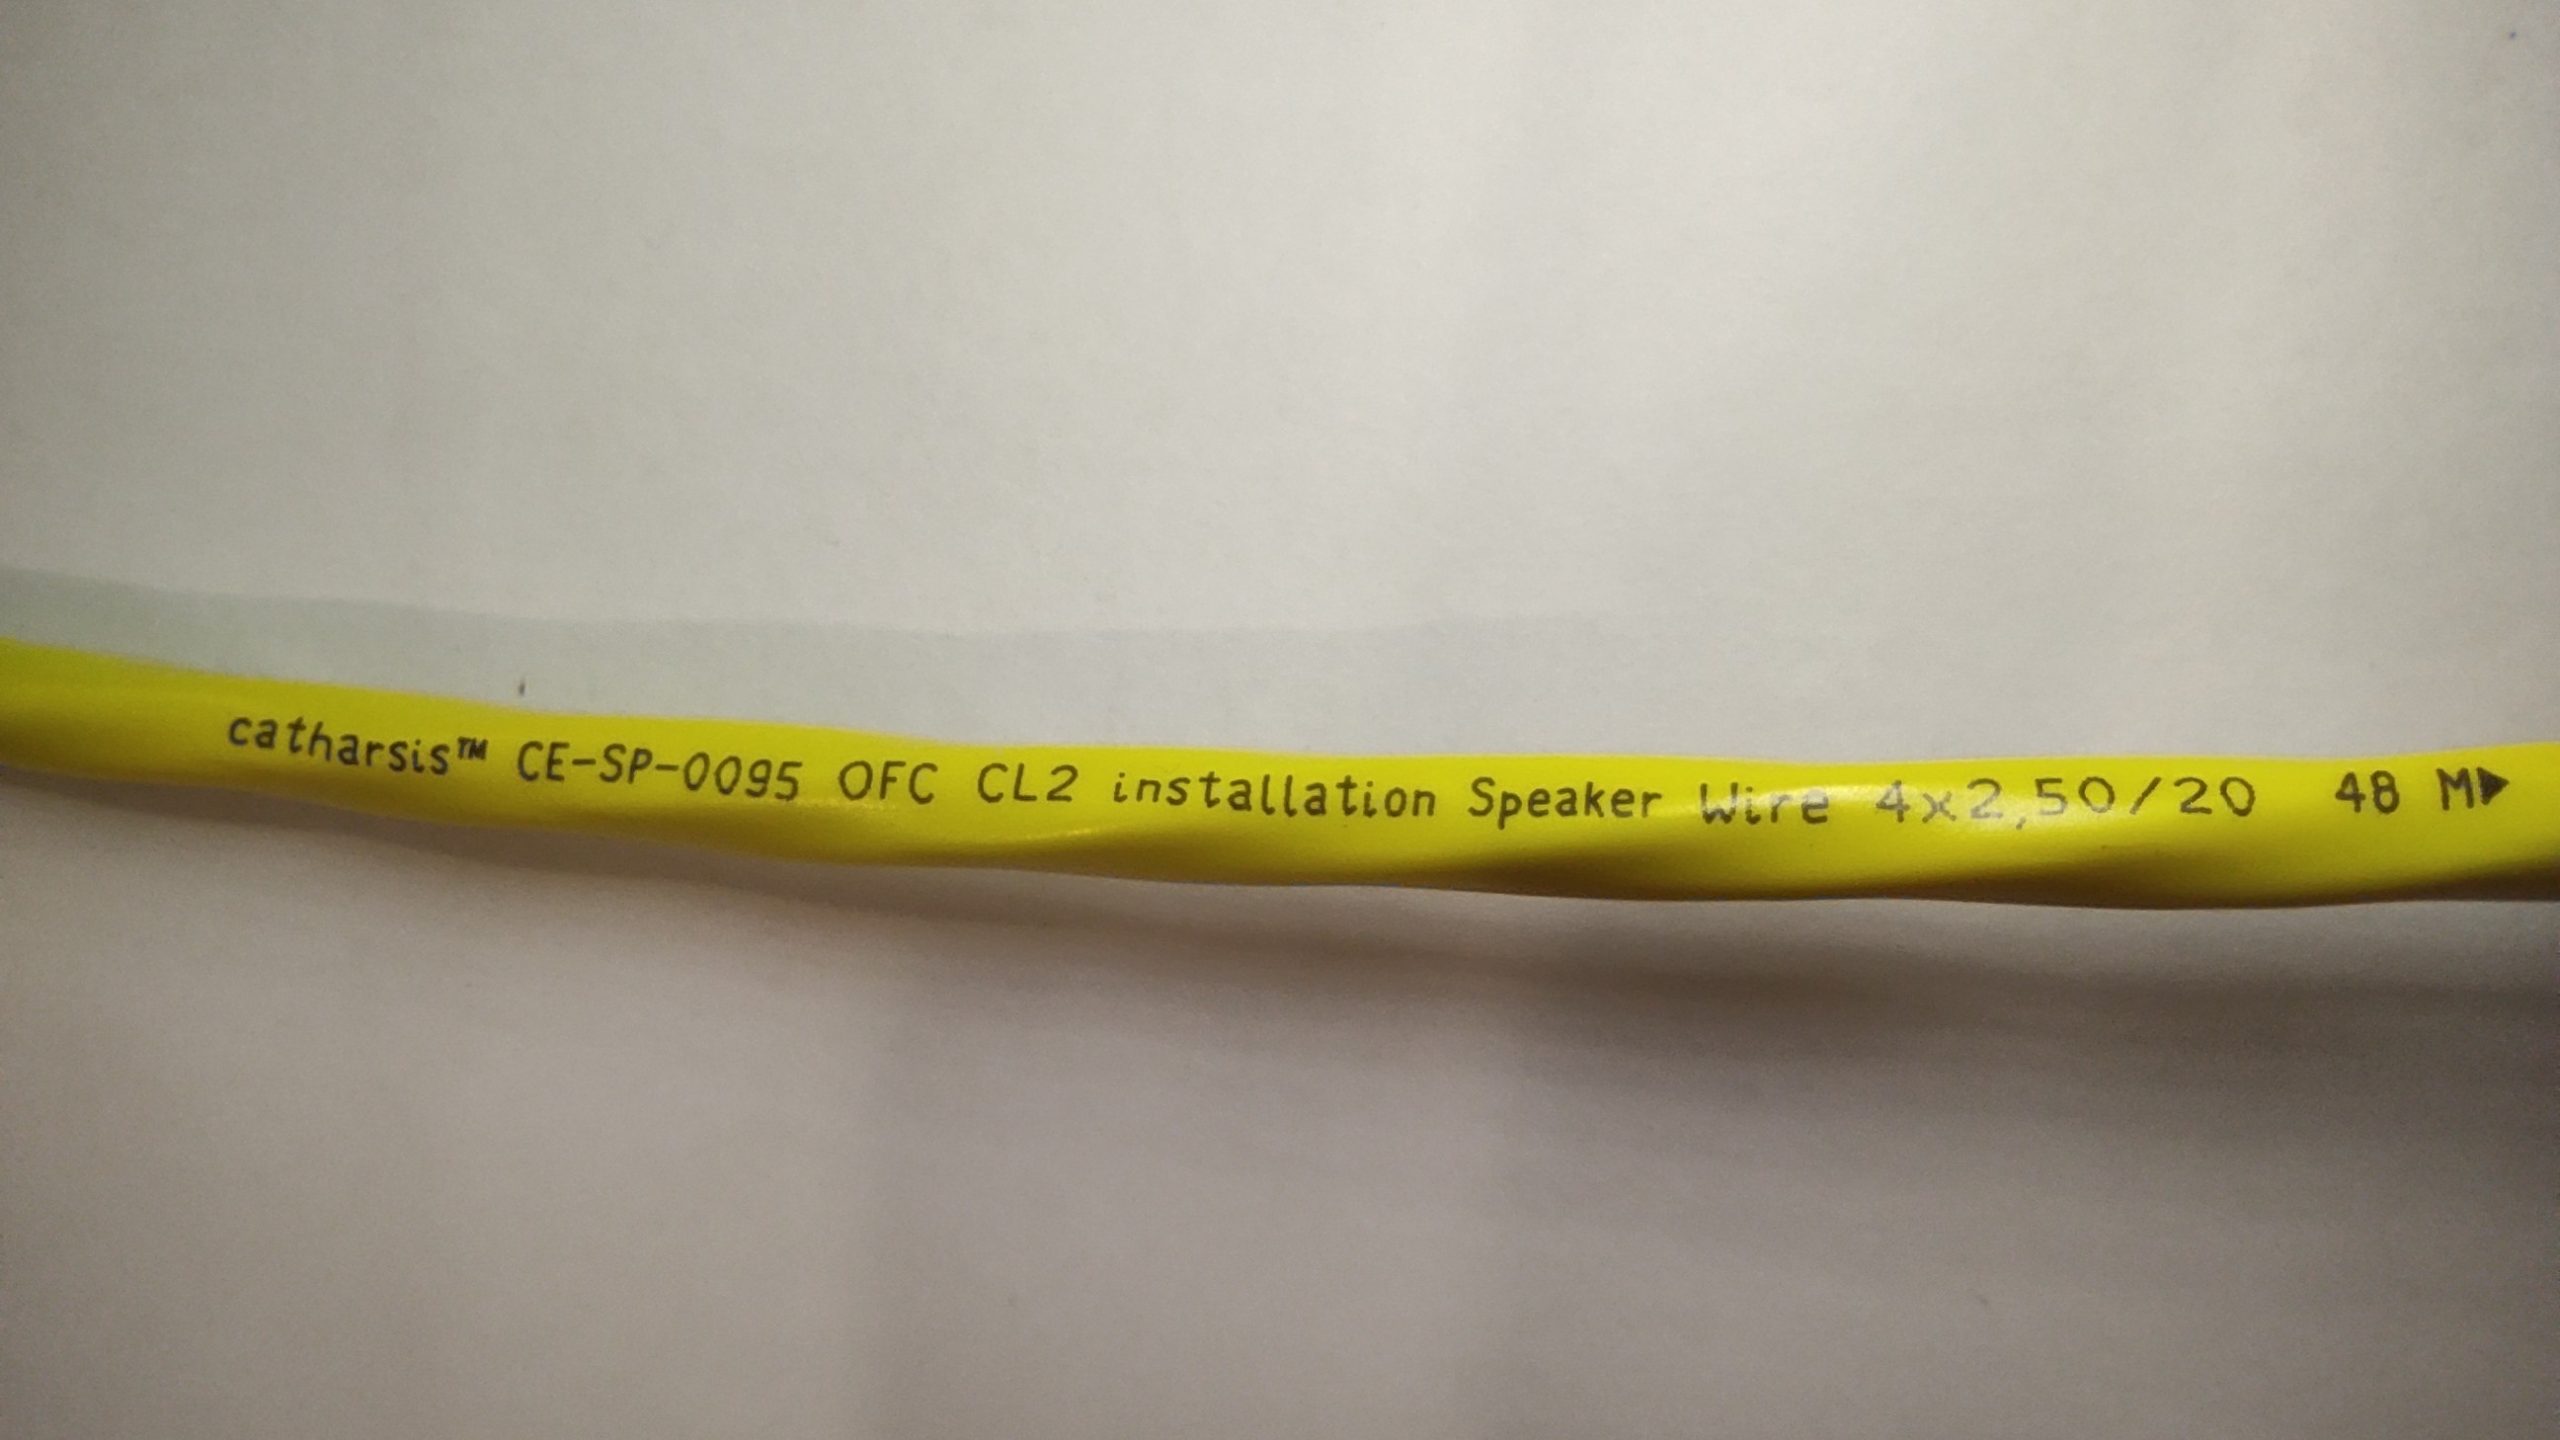 catharsis™ CE-SP-0095 OFC CL2 installation Speaker Wire 4x2,50/20 48 M▶